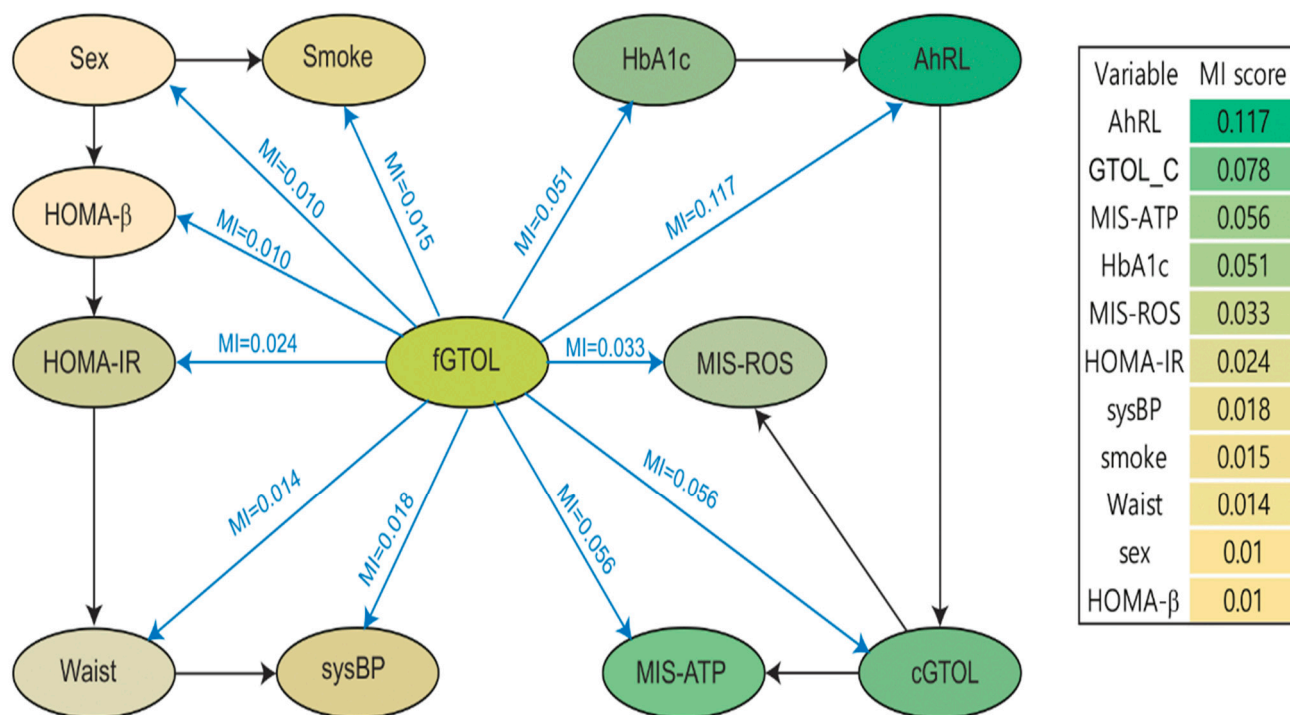 Sex
Smoke
HbA1c
AhRL
MI=0.010
MI=0.015
MI=0.051
MI=0.117
HOMA-β
MI=0.010
HOMA-IR
MI=0.024
fGTOL
MI=0.033
MIS-ROS
MI=0.014
MI=0.018
MI=0.056
MI=0.056
Waist
sysBP
MIS-ATP
cGTOL
Variable MI score
AhRL 0.117
GTOL_C 0.078
MIS-ATP 0.056
HbA1c 0.051
MIS-ROS 0.033
HOMA-IR 0.024
sysBP 0.018
smoke 0.015
Waist 0.014
sex 0.01
HOMA-β 0.01